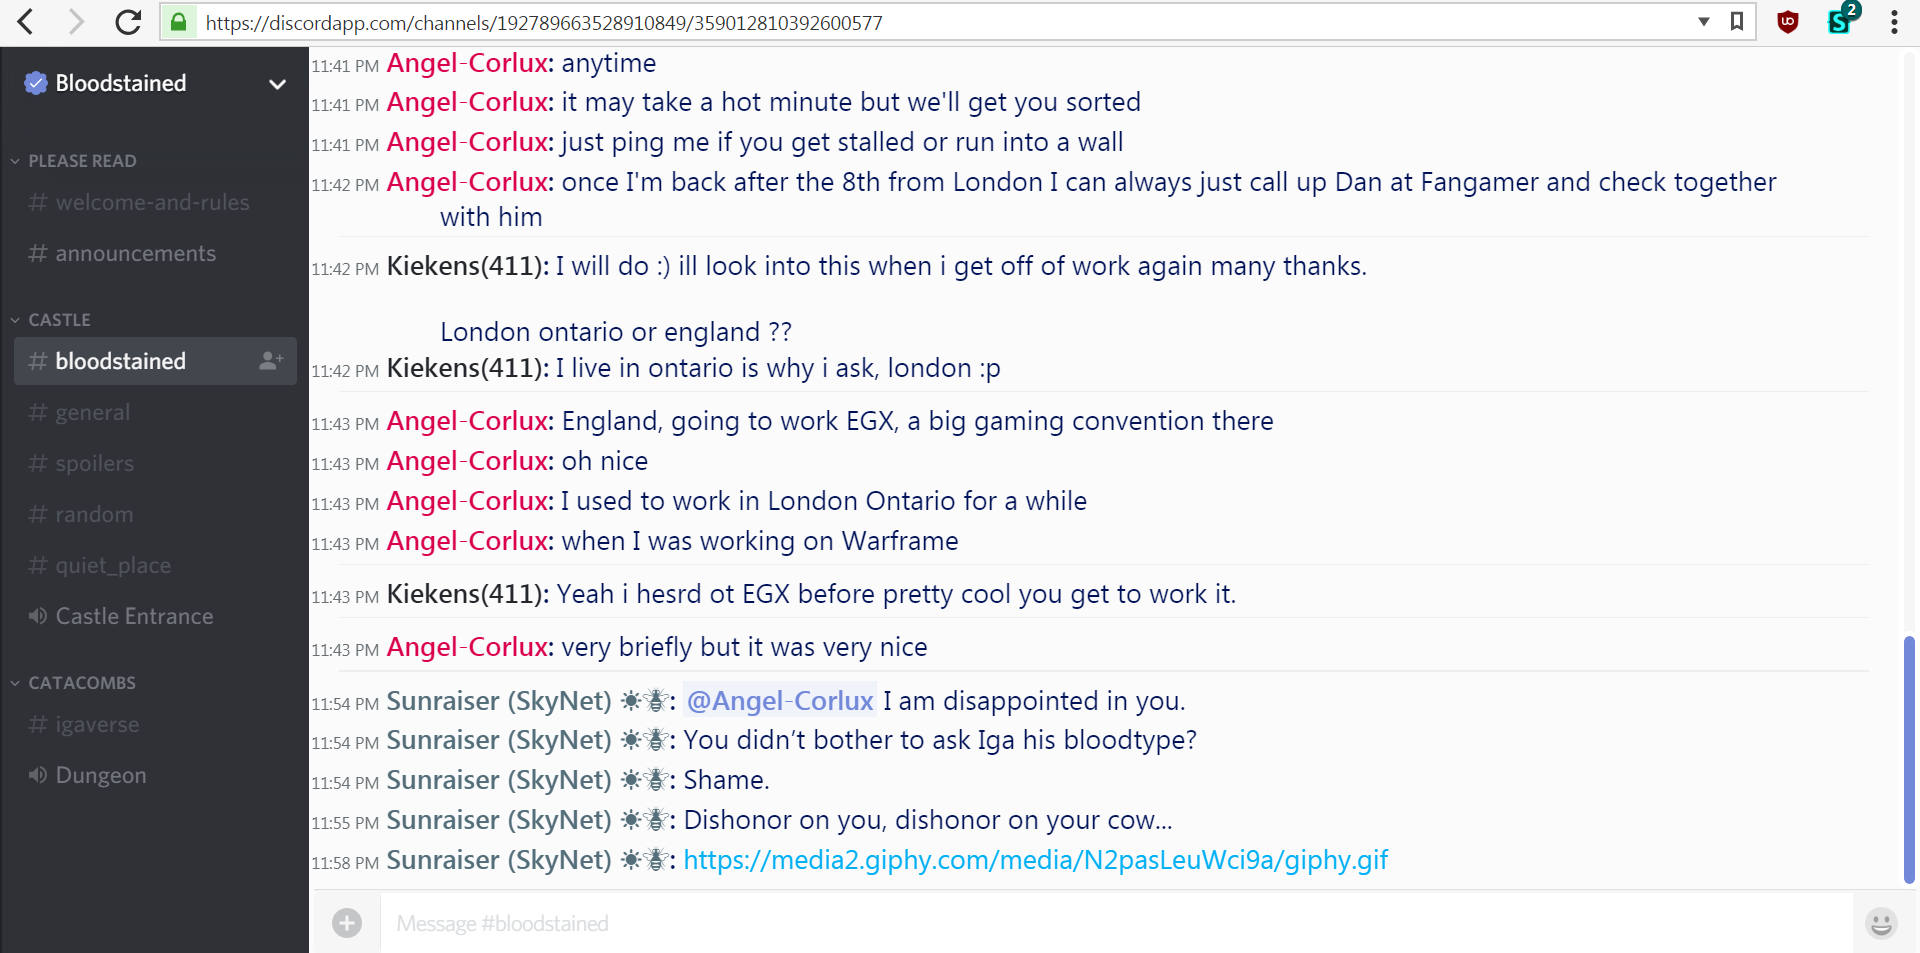 https://discordapp.com/channels/192789663528910849/359012810392600577
2
Bloodstained
PLEASE READ
# welcome-and-rules
# announcements
CASTLE
# bloodstained
# general
# spoilers
# random
# quiet_place
Castle Entrance
CATACOMBS
# igaverse
Dungeon
11:41 PM Angel-Corlux: anytime
11:41 PM Angel-Corlux: it may take a hot minute but we'll get you sorted
11:41 PM Angel-Corlux: just ping me if you get stalled or run into a wall
11:42 PM Angel-Corlux: once I'm back after the 8th from London I can always just call up Dan at Fangamer and check together
with him
11:42 PM Kiekens(411): I will do :) ill look into this when i get off of work again many thanks.
London ontario or england ??
11:42 PM Kiekens(411): I live in ontario is why i ask, london :p
11:43 PM Angel-Corlux: England, going to work EGX, a big gaming convention there
11:43 PM Angel-Corlux: oh nice
11:43 PM Angel-Corlux: I used to work in London Ontario for a while
11:43 PM Angel-Corlux: when I was working on Warframe
11:43 PM Kiekens(411): Yeah i hesrd ot EGX before pretty cool you get to work it.
11:43 PM Angel-Corlux: very briefly but it was very nice
11:54 PM Sunraiser (SkyNet) ☀🐝: @Angel-Corlux I am disappointed in you.
11:54 PM Sunraiser (SkyNet) ☀🐝: You didn’t bother to ask Iga his bloodtype?
11:54 PM Sunraiser (SkyNet) ☀🐝: Shame.
11:55 PM Sunraiser (SkyNet) ☀🐝: Dishonor on you, dishonor on your cow...
11:58 PM Sunraiser (SkyNet) ☀🐝: https://media2.giphy.com/media/N2pasLeuWci9a/giphy.gif
Message #bloodstained